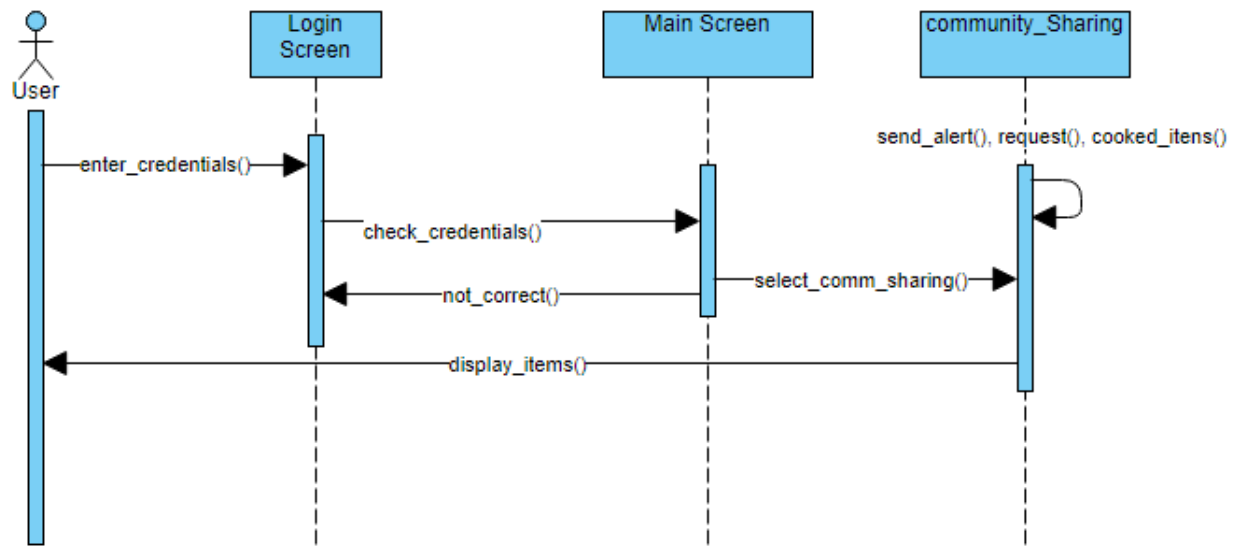 Login
Screen
Main Screen
community_Sharing
User
send_alert(), request(), cooked_itens()
enter_credentials()
check_credentials()
select_comm_sharing()
not_correct()
display_items()